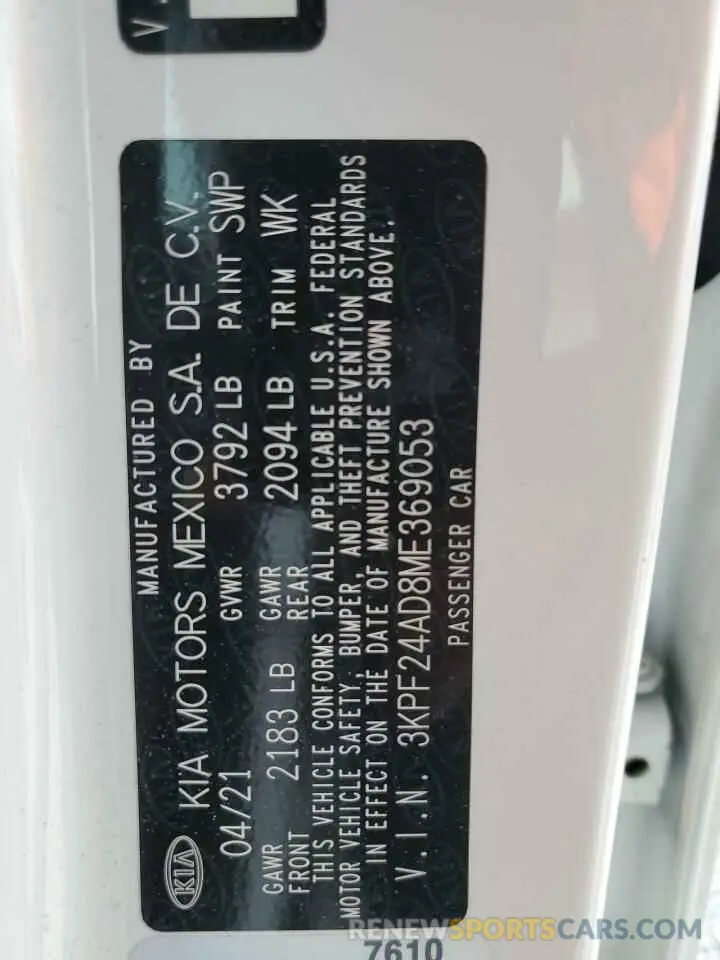 V.
MANUFACTURED BY
KIA KIA MOTORS MEXICO S.A. DE C.V.
04/21 GVWR 3792 LB PAINT SWP
GAWR FRONT 2183 LB GAWR REAR 2094 LB TRIM WK
THIS VEHICLE CONFORMS TO ALL APPLICABLE U.S.A. FEDERAL
MOTOR VEHICLE SAFETY, BUMPER, AND THEFT PREVENTION STANDARDS
IN EFFECT ON THE DATE OF MANUFACTURE SHOWN ABOVE.
V.I.N. 3KPF24AD8ME369053
PASSENGER CAR
7610
RENEWSPORTSCARS.COM